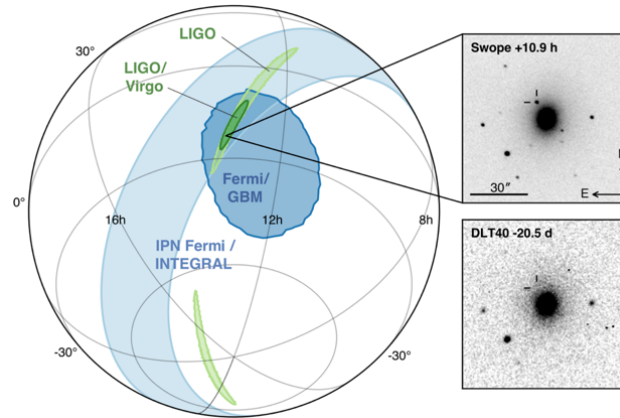 30°
LIGO
LIGO/
Virgo
Fermi/
GBM
0°
16h
12h
8h
IPN Fermi /
INTEGRAL
-30°
-30°
Swope +10.9 h
30"
E
DLT40 -20.5 d